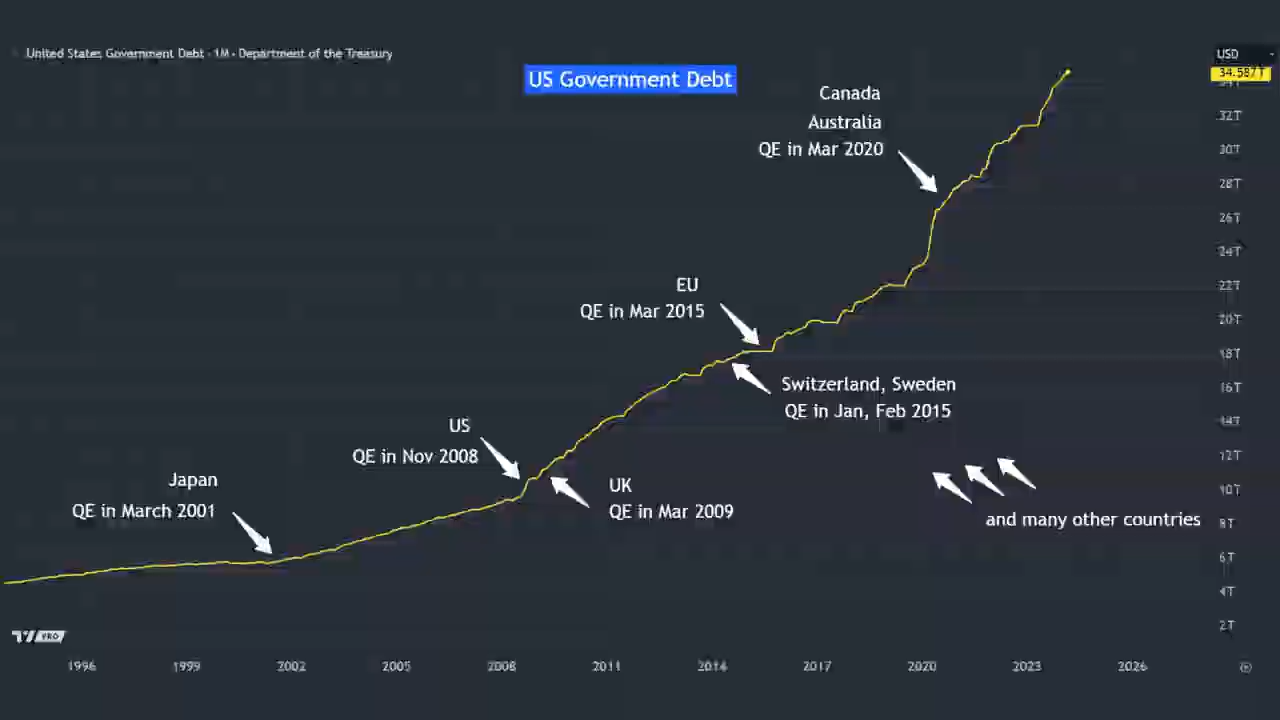 United States Government Debt · 1M · Department of the Treasury
USD
US Government Debt
34.587T
34T
Canada
Australia
QE in Mar 2020
32T
30T
28T
26T
24T
22T
20T
18T
16T
14T
12T
10T
8T
6T
4T
2T
EU
QE in Mar 2015
Switzerland, Sweden
QE in Jan, Feb 2015
US
QE in Nov 2008
UK
QE in Mar 2009
Japan
QE in March 2001
and many other countries
PRO
1996 1999 2002 2005 2008 2011 2014 2017 2020 2023 2026